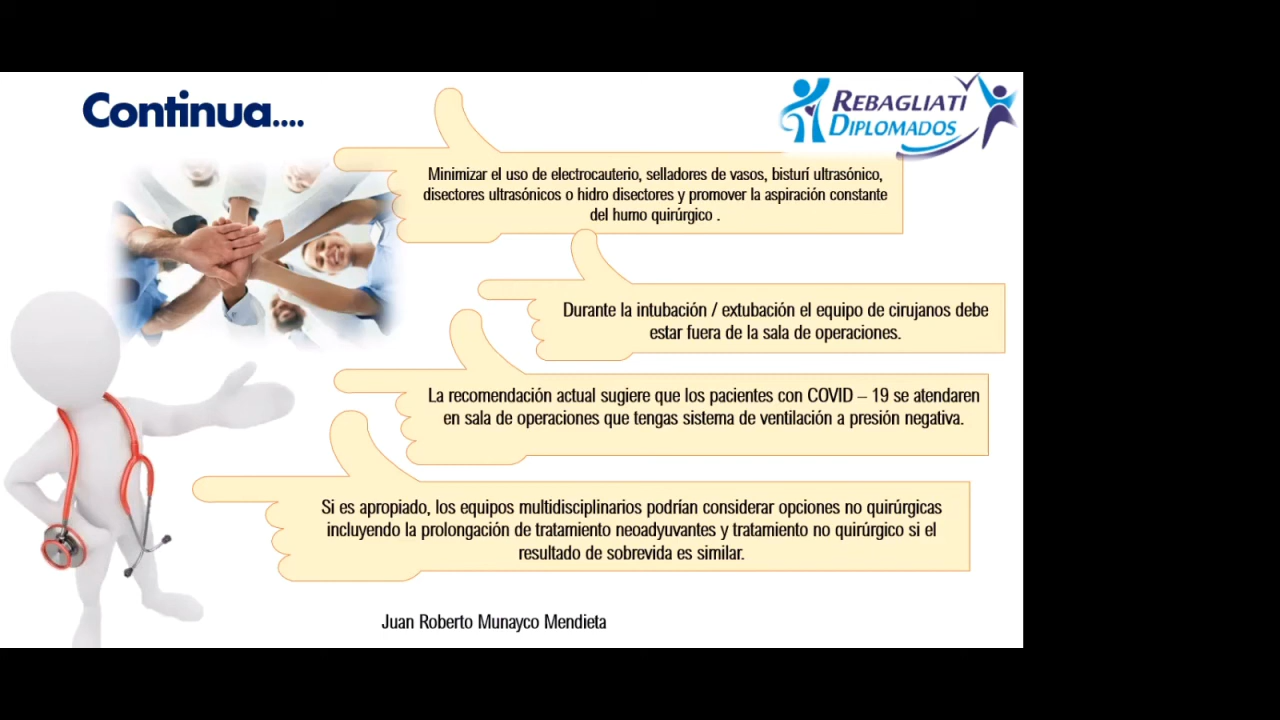 Continua....
REBAGLIATI
DIPLOMADOS
Minimizar el uso de electrocauterio, selladores de vasos, bisturí ultrasónico,
disectores ultrasónicos o hidro disectores y promover la aspiración constante
del humo quirúrgico .
Durante la intubación / extubación el equipo de cirujanos debe
estar fuera de la sala de operaciones.
La recomendación actual sugiere que los pacientes con COVID – 19 se atendaren
en sala de operaciones que tengas sistema de ventilación a presión negativa.
Si es apropiado, los equipos multidisciplinarios podrían considerar opciones no quirúrgicas
incluyendo la prolongación de tratamiento neoadyuvantes y tratamiento no quirúrgico si el
resultado de sobrevida es similar.
Juan Roberto Munayco Mendieta